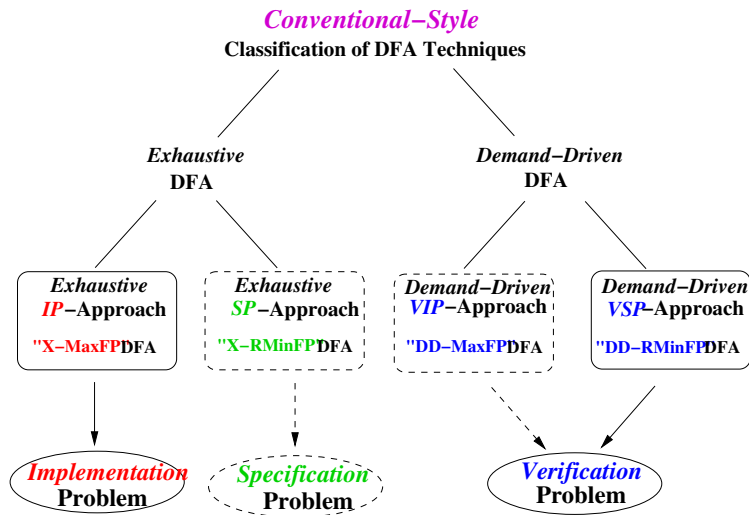 Conventional–Style
Classification of DFA Techniques
Exhaustive
DFA
Demand–Driven
DFA
Exhaustive
IP–Approach
"X–MaxFP" DFA
Exhaustive
SP–Approach
"X–RMinFP" DFA
Demand–Driven
VIP–Approach
"DD–MaxFP" DFA
Demand–Driven
VSP–Approach
"DD–RMinFP" DFA
Implementation
Problem
Specification
Problem
Verification
Problem